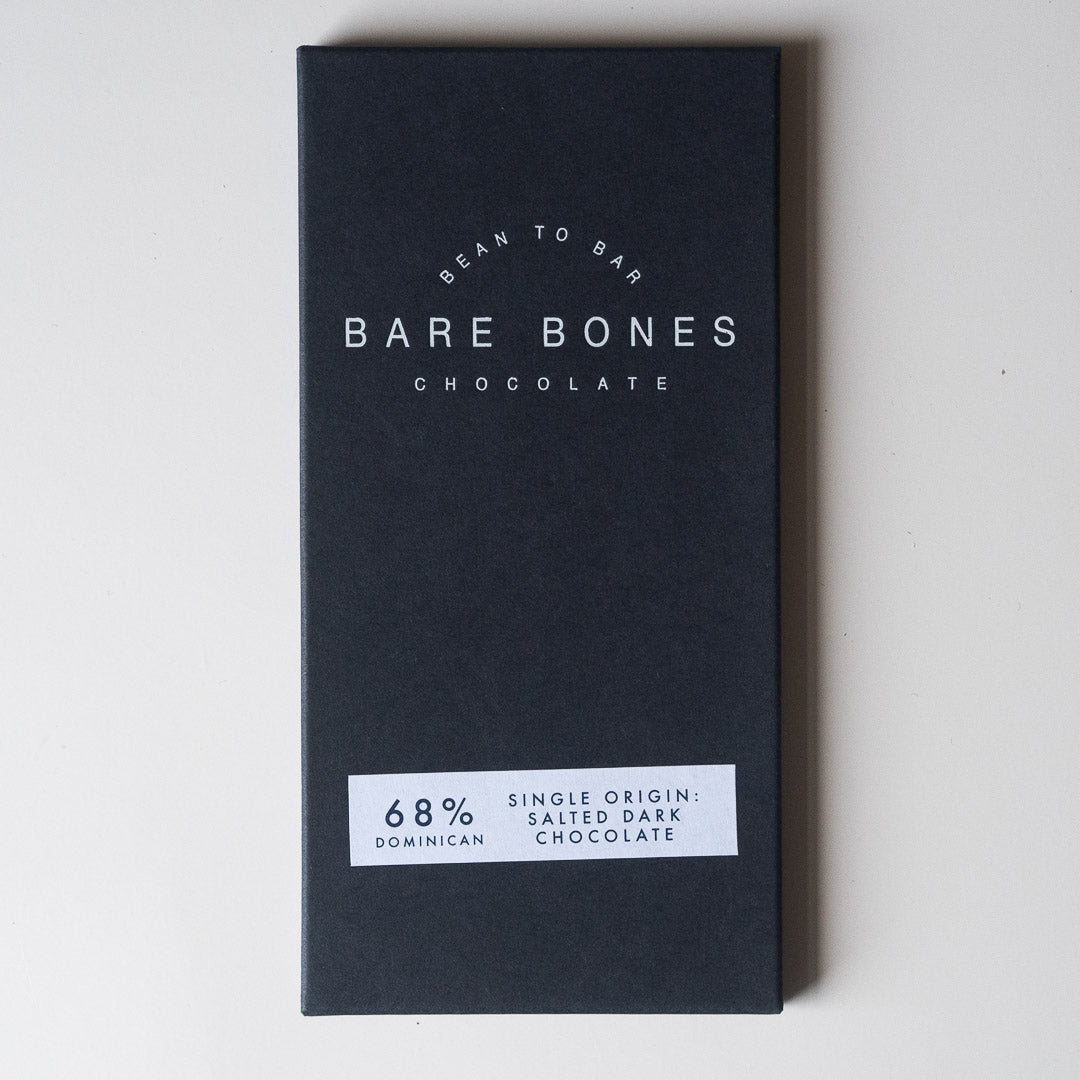 BEAN TO BAR
BARE BONES
CHOCOLATE
68%
DOMINICAN
SINGLE ORIGIN:
SALTED DARK
CHOCOLATE